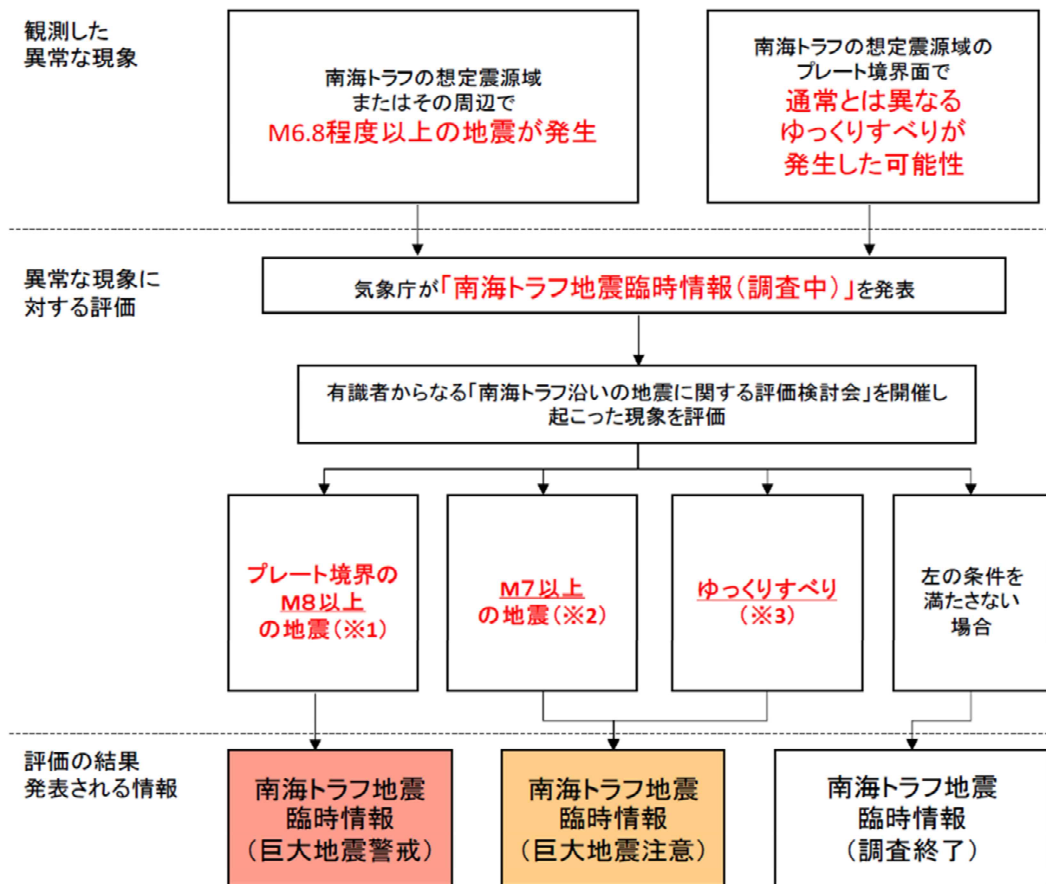 観測した
異常な現象
南海トラフの想定震源域
またはその周辺で
M6.8程度以上の地震が発生
南海トラフの想定震源域の
プレート境界面で
通常とは異なる
ゆっくりすべりが
発生した可能性
異常な現象に
対する評価
気象庁が「南海トラフ地震臨時情報(調査中)」を発表
有識者からなる「南海トラフ沿いの地震に関する評価検討会」を開催し
起こった現象を評価
プレート境界の
M8以上
の地震(※1)
M7以上
の地震(※2)
ゆっくりすべり
(※3)
左の条件を
満たさない
場合
評価の結果
発表される情報
南海トラフ地震
臨時情報
(巨大地震警戒)
南海トラフ地震
臨時情報
(巨大地震注意)
南海トラフ地震
臨時情報
(調査終了)